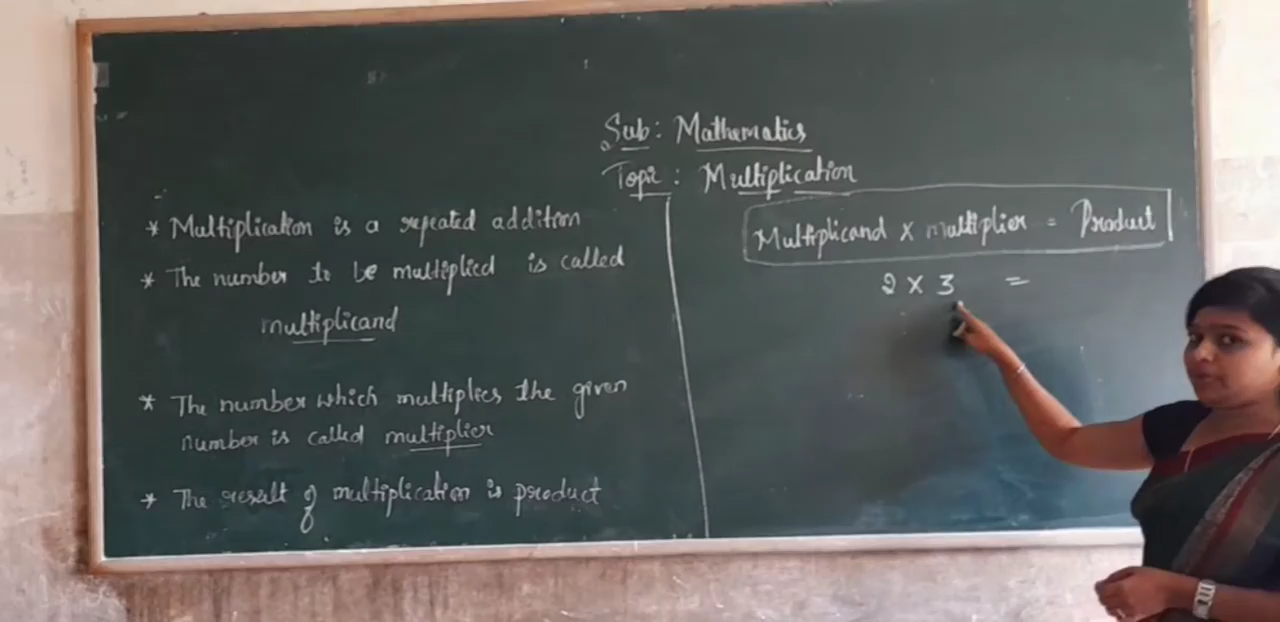 Sub: Mathematics
Topic: Multiplication
* Multiplication is a repeated addition
* The number to be multiplied is called
multiplicand
* The number which multiplies the given
number is called multiplier
* The result of multiplication is product
Multiplicand x multiplier = Product
2 x 3 =